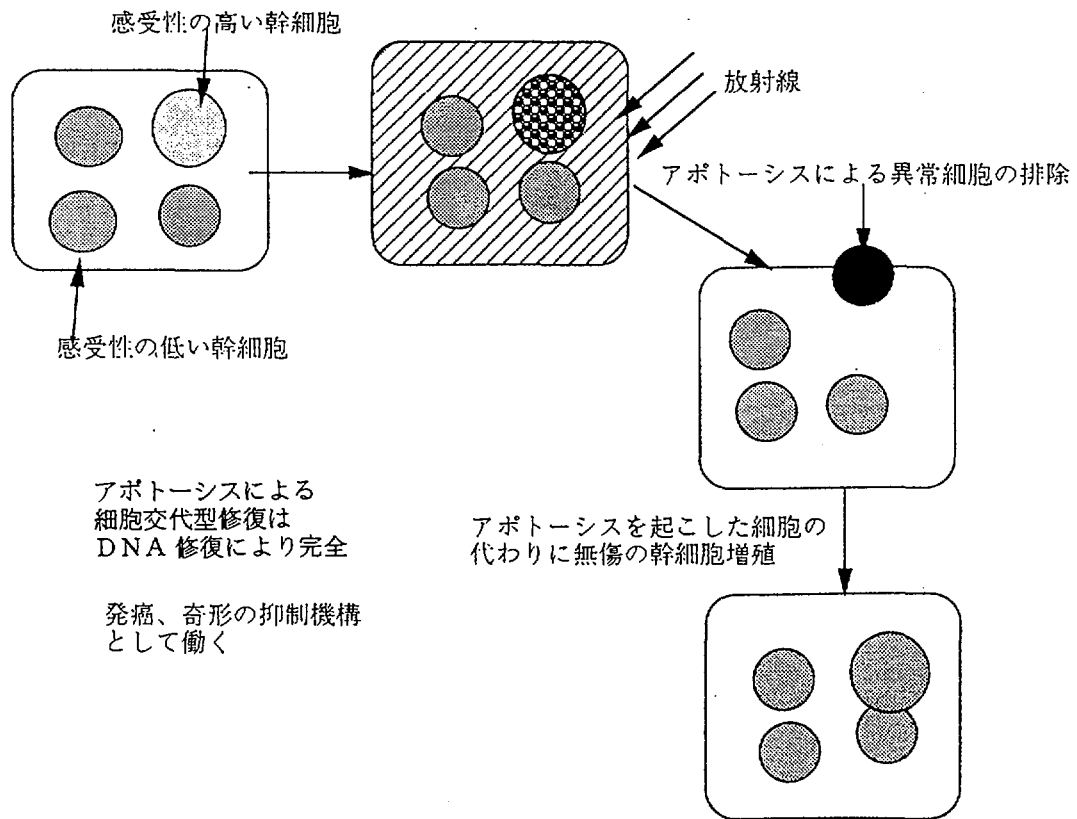 感受性の高い幹細胞
放射線
アポトーシスによる異常細胞の排除
感受性の低い幹細胞
アポトーシスによる
細胞交代型修復は
DNA 修復により完全
発癌、奇形の抑制機構
として働く
アポトーシスを起こした細胞の
代わりに無傷の幹細胞増殖